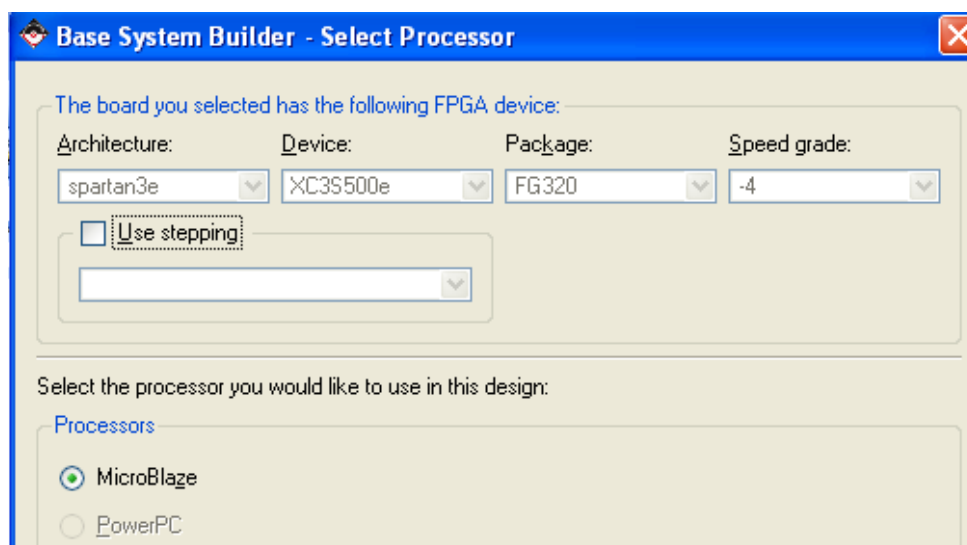 Base System Builder - Select Processor
The board you selected has the following FPGA device:
Architecture: Device: Package: Speed grade:
spartan3e XC3S500e FG320 -4
Use stepping
Select the processor you would like to use in this design:
Processors
MicroBlaze
PowerPC